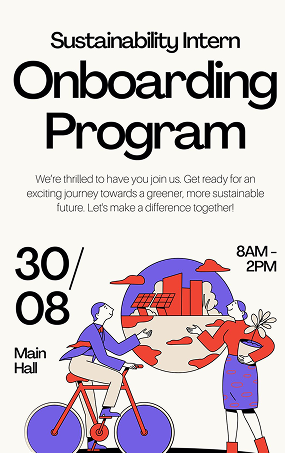 Sustainability Intern
Onboarding
Program
We're thrilled to have you join us. Get ready for an
exciting journey towards a greener, more sustainable
future. Let's make a difference together!
30/
08
8AM –
2PM
Main
Hall